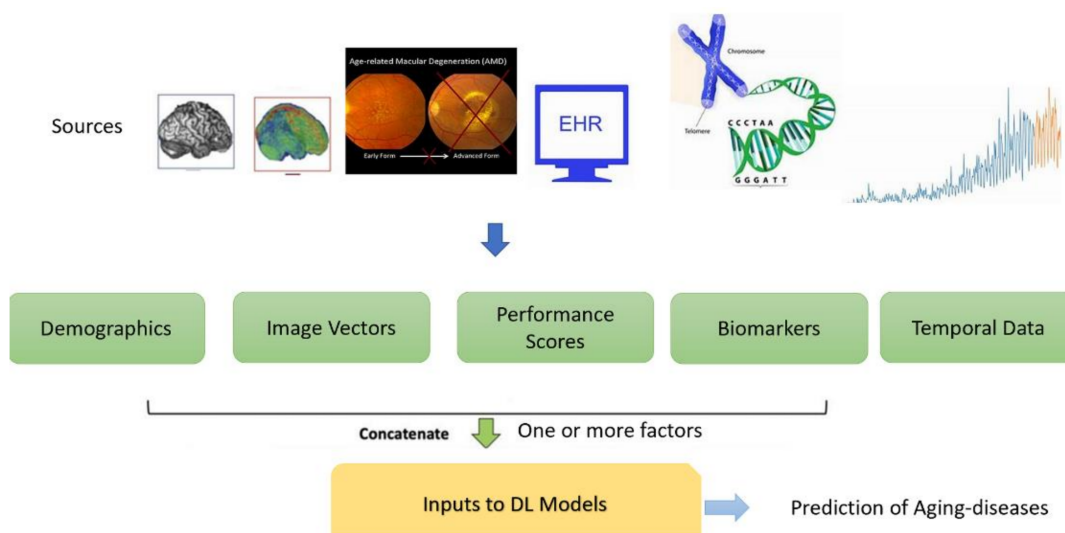 Age-related Macular Degeneration (AMD)
Early Form
Advanced Form
Sources
EHR
Chromosome
Telomere
CCCTAA
GGGATT
Demographics
Image Vectors
Performance
Scores
Biomarkers
Temporal Data
Concatenate
One or more factors
Inputs to DL Models
Prediction of Aging-diseases